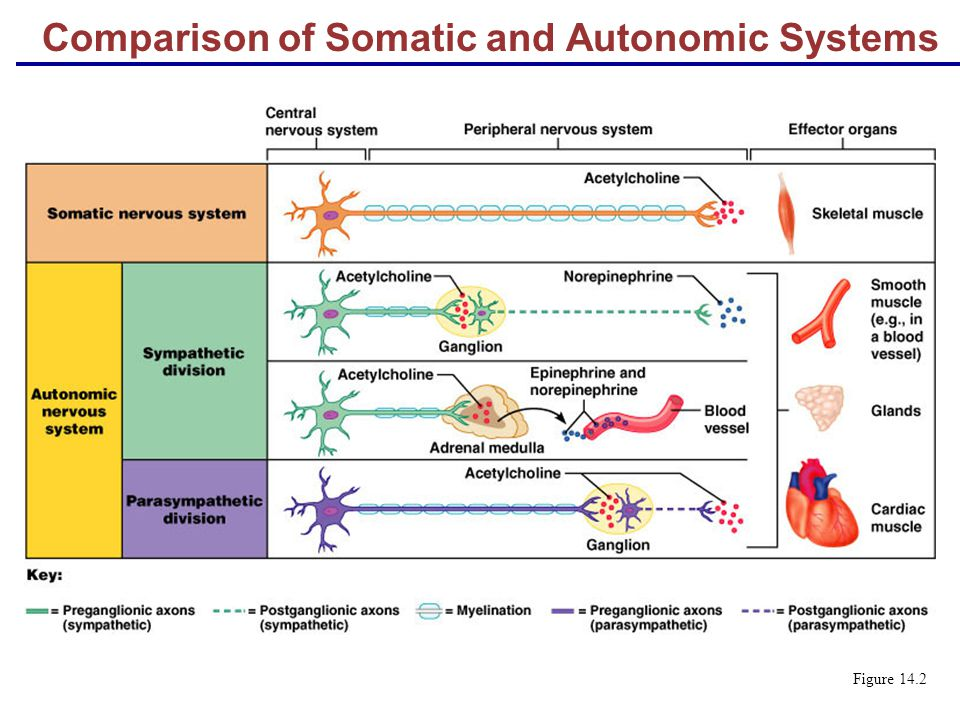 Comparison of Somatic and Autonomic Systems
Central
nervous system
Peripheral nervous system
Effector organs
Somatic nervous system
Acetylcholine
Skeletal muscle
Autonomic
nervous
system
Sympathetic
division
Acetylcholine
Norepinephrine
Ganglion
Smooth
muscle
(e.g., in
a blood
vessel)
Acetylcholine
Epinephrine and
norepinephrine
Blood
vessel
Adrenal medulla
Glands
Parasympathetic
division
Acetylcholine
Ganglion
Cardiac
muscle
Key:
= Preganglionic axons
(sympathetic)
= Postganglionic axons
(sympathetic)
= Myelination
= Preganglionic axons
(parasympathetic)
= Postganglionic axons
(parasympathetic)
Figure 14.2